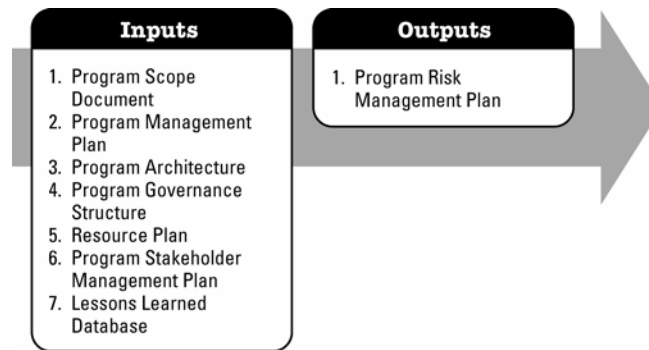 Inputs
1. Program Scope
Document
2. Program Management
Plan
3. Program Architecture
4. Program Governance
Structure
5. Resource Plan
6. Program Stakeholder
Management Plan
7. Lessons Learned
Database
Outputs
1. Program Risk
Management Plan